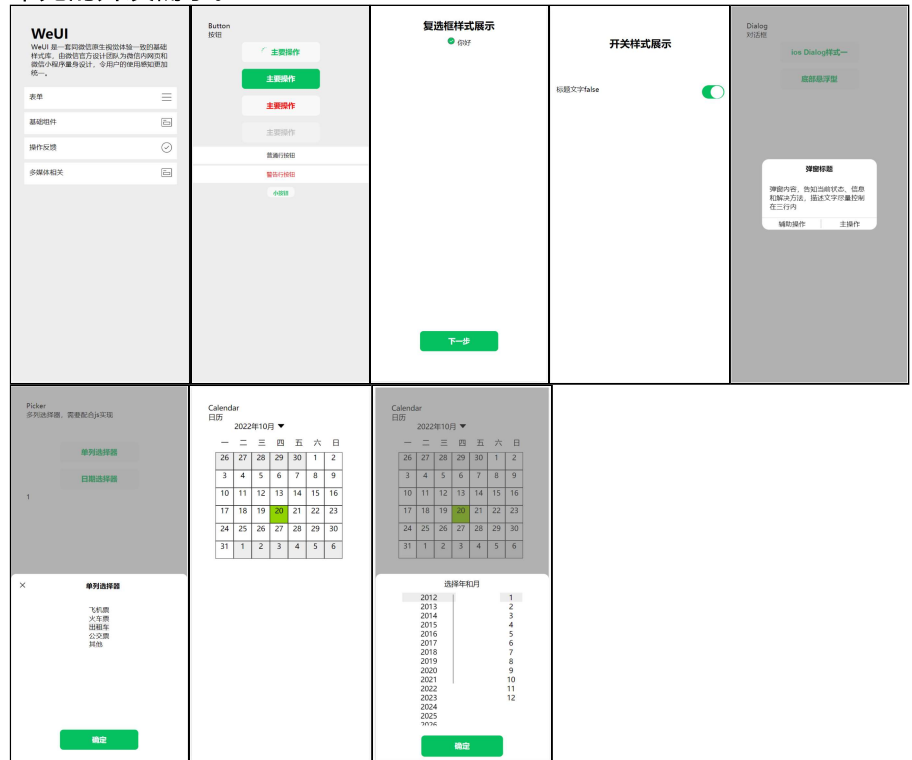 WeUI
WeUI 是一套同微信原生视觉体验一致的基础
样式库，由微信官方设计团队为微信内网页和
微信小程序量身设计，令用户的使用感知更加
统一。
表单
基础组件
操作反馈
多媒体相关
Button
按钮
主要操作
主要操作
主要操作
主要操作
普通行按钮
警告行按钮
小按钮
复选框样式展示
你好
下一步
开关样式展示
标题文字false
Dialog
对话框
ios Dialog样式一
底部悬浮型
弹窗标题
弹窗内容，告知当前状态、信息
和解决方法，描述文字尽量控制
在三行内
辅助操作 主操作
Picker
多列选择器，需要配合js实现
单列选择器
日期选择器
1
× 单列选择器
飞机票
火车票
出租车
公交票
其他
确定
Calendar
日历
2022年10月 ▼
一 二 三 四 五 六 日
26 27 28 29 30 1 2
3 4 5 6 7 8 9
10 11 12 13 14 15 16
17 18 19 20 21 22 23
24 25 26 27 28 29 30
31 1 2 3 4 5 6
Calendar
日历
2022年10月 ▼
一 二 三 四 五 六 日
26 27 28 29 30 1 2
3 4 5 6 7 8 9
10 11 12 13 14 15 16
17 18 19 20 21 22 23
24 25 26 27 28 29 30
31 1 2 3 4 5 6
选择年和月
2012 1
2013 2
2014 3
2015 4
2016 5
2017 6
2018 7
2019 8
2020 9
2021 10
2022 11
2023 12
2024
2025
2026
确定